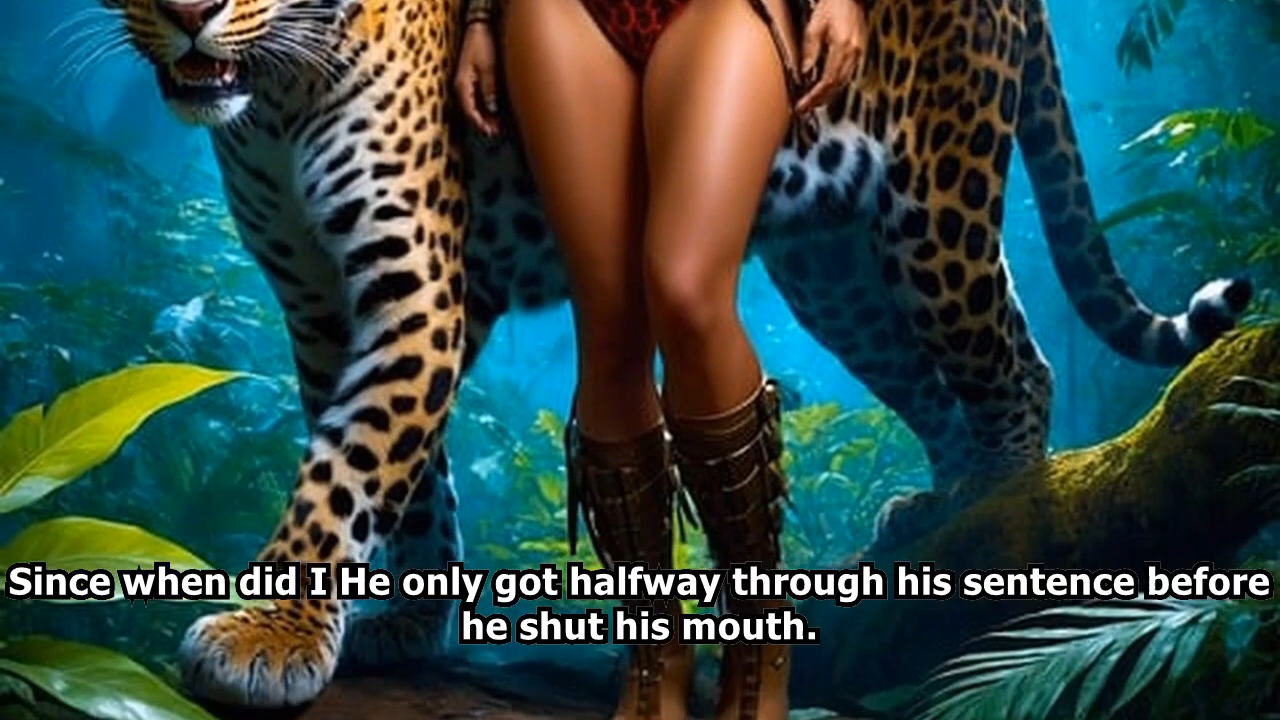 Since when did I He only got halfway through his sentence before
he shut his mouth.